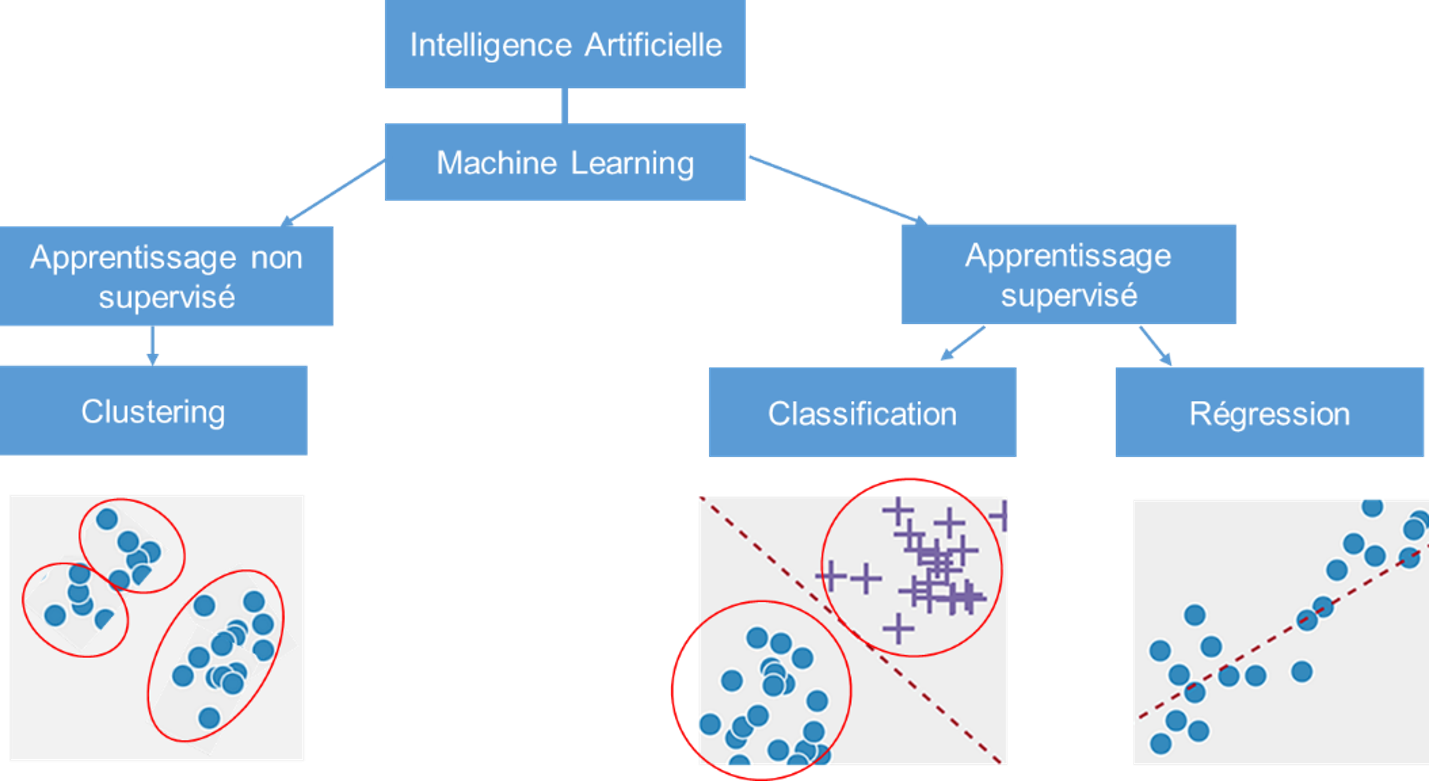 Intelligence Artificielle
Machine Learning
Apprentissage non
supervisé
Apprentissage
supervisé
Clustering
Classification
Régression